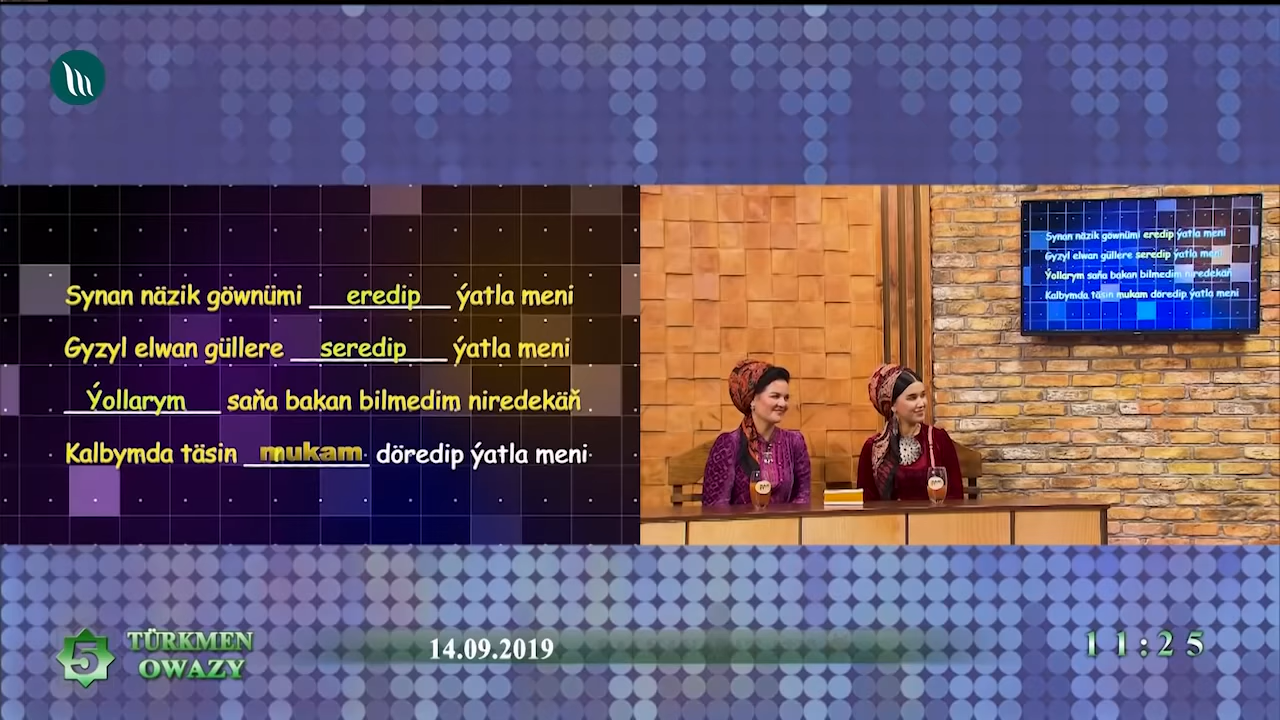 Synan näzik göwnümi eredip ýatla meni
Gyzyl elwan güllere seredip ýatla meni
Ýollarym saňa bakan bilmedim niredekäň
Kalbymda täsin mukam döredip ýatla meni
Synan näzik göwnümi eredip ýatla meni
Gyzyl elwan güllere seredip ýatla meni
Ýollarym saňa bakan bilmedim niredekäň
Kalbymda täsin mukam döredip ýatla meni
5 TÜRKMEN
OWAZY
14.09.2019
11:25